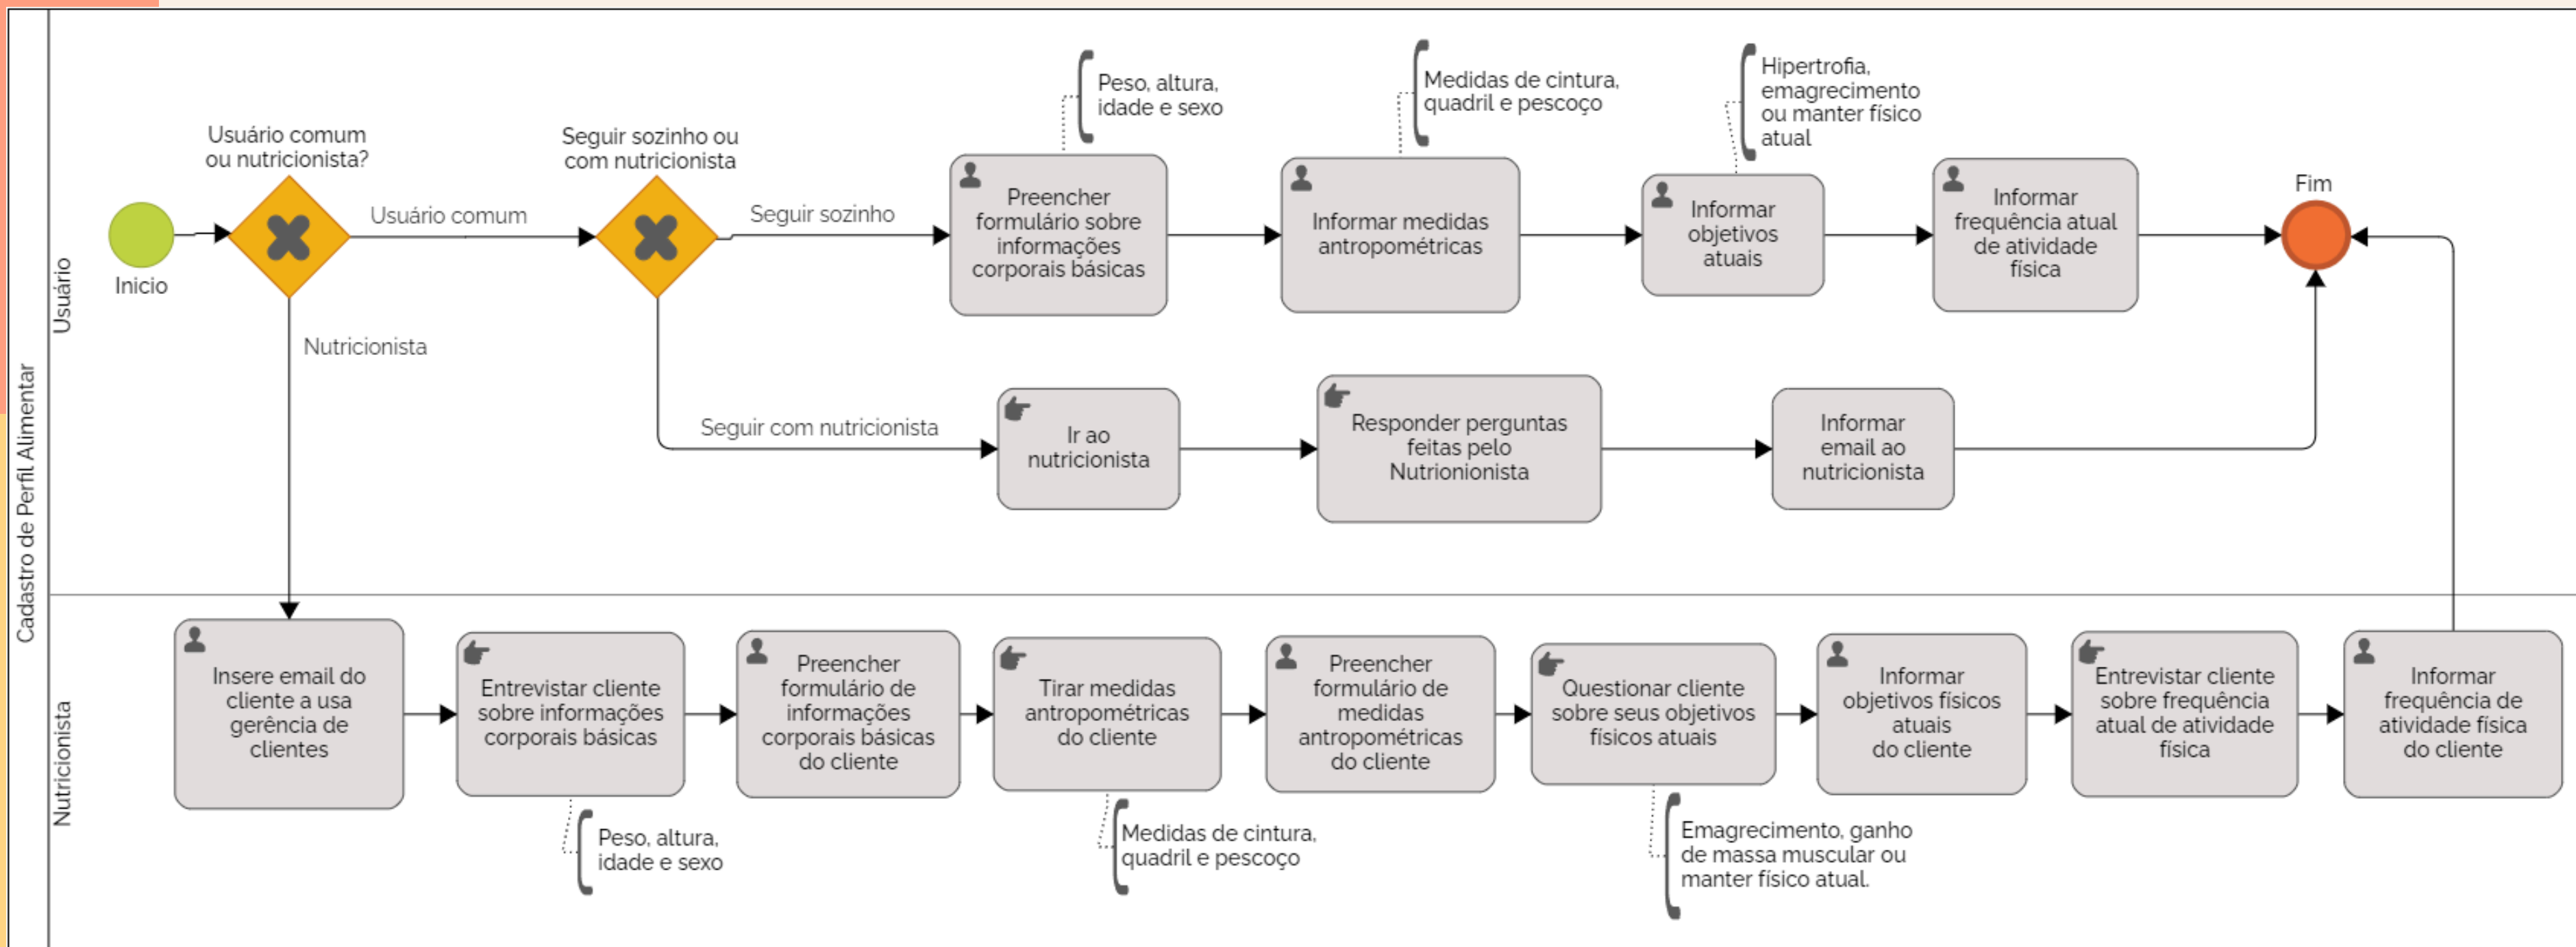 Cadastro de Perfil Alimentar
Usuário
Inicio
Usuário comum
ou nutricionista?
Usuário comum
Nutricionista
Seguir sozinho ou
com nutricionista
Seguir sozinho
Seguir com nutricionista
Preencher
formulário sobre
informações
corporais básicas
Peso, altura,
idade e sexo
Informar medidas
antropométricas
Medidas de cintura,
quadril e pescoço
Informar
objetivos
atuais
Hipertrofia,
emagrecimento
ou manter físico
atual
Informar
frequência atual
de atividade
física
Fim
Ir ao
nutricionista
Responder perguntas
feitas pelo
Nutrionionista
Informar
email ao
nutricionista
Nutricionista
Insere email do
cliente a usa
gerência de
clientes
Entrevistar cliente
sobre informações
corporais básicas
Peso, altura,
idade e sexo
Preencher
formulário de
informações
corporais básicas
do cliente
Tirar medidas
antropométricas
do cliente
Medidas de cintura,
quadril e pescoço
Preencher
formulário de
medidas
antropométricas
do cliente
Questionar cliente
sobre seus objetivos
físicos atuais
Emagrecimento, ganho
de massa muscular ou
manter físico atual.
Informar
objetivos físicos
atuais
do cliente
Entrevistar cliente
sobre frequência
atual de atividade
física
Informar
frequência de
atividade física
do cliente